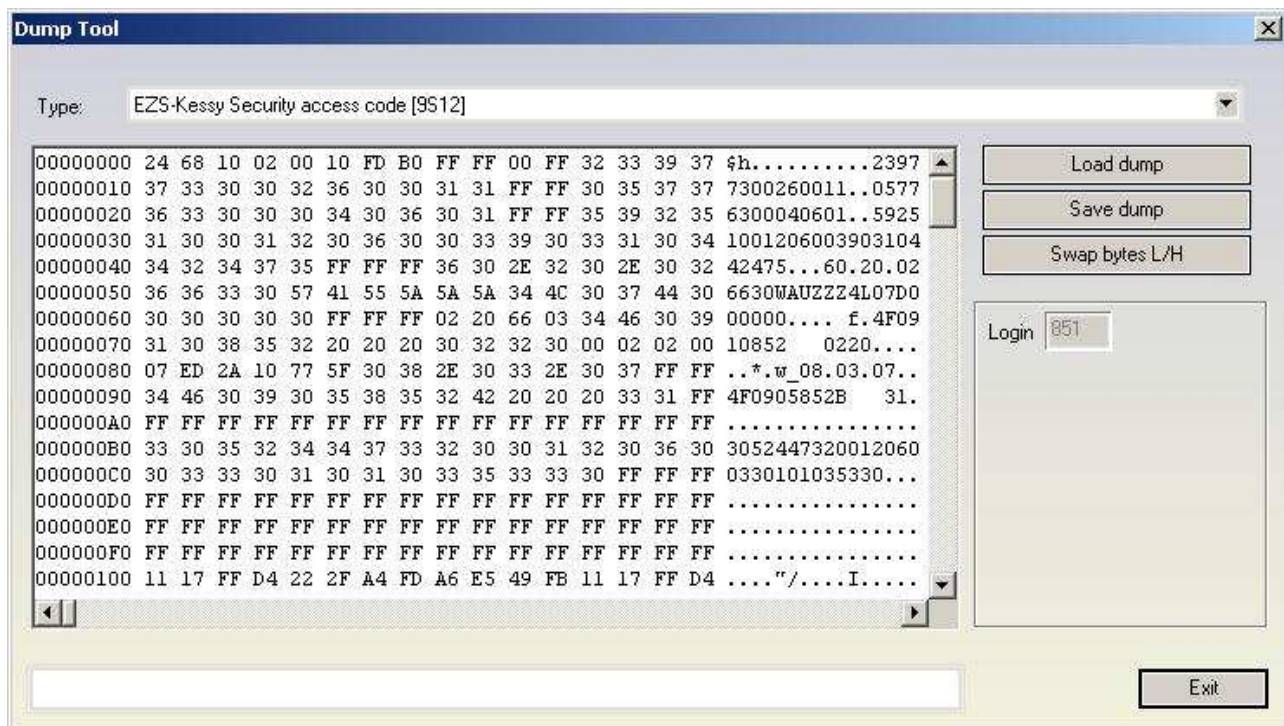 Dump Tool
Type: EZS-Kessy Security access code [9S12]
00000000 24 68 10 02 00 10 FD B0 FF FF 00 FF 32 33 39 37 $h..........2397
00000010 37 33 30 30 32 36 30 30 31 31 FF FF 30 35 37 37 7300260011..0577
00000020 36 33 30 30 30 34 30 36 30 31 FF FF 35 39 32 35 6300040601..5925
00000030 31 30 30 31 32 30 36 30 30 33 39 30 33 31 30 34 1001206003903104
00000040 34 32 34 37 35 FF FF FF 36 30 2E 32 30 2E 30 32 42475...60.20.02
00000050 36 36 33 30 57 41 55 5A 5A 5A 34 4C 30 37 44 30 6630WAUZZZ4L07D0
00000060 30 30 30 30 30 FF FF FF 02 20 66 03 34 46 30 39 00000.... f.4F09
00000070 31 30 38 35 32 20 20 20 30 32 32 30 00 02 02 00 10852   0220....
00000080 07 ED 2A 10 77 5F 30 38 2E 30 33 2E 30 37 FF FF ..*.w_08.03.07..
00000090 34 46 30 39 30 35 38 35 32 42 20 20 20 33 31 FF 4F0905852B   31.
000000A0 FF FF FF FF FF FF FF FF FF FF FF FF FF FF FF FF ................
000000B0 33 30 35 32 34 34 37 33 32 30 30 31 32 30 36 30 3052447320012060
000000C0 30 33 33 30 31 30 31 30 33 35 33 33 30 FF FF FF 0330101035330...
000000D0 FF FF FF FF FF FF FF FF FF FF FF FF FF FF FF FF ................
000000E0 FF FF FF FF FF FF FF FF FF FF FF FF FF FF FF FF ................
000000F0 FF FF FF FF FF FF FF FF FF FF FF FF FF FF FF FF ................
00000100 11 17 FF D4 22 2F A4 FD A6 E5 49 FB 11 17 FF D4 ...."/....I.....
Load dump
Save dump
Swap bytes L/H
Login 851
Exit